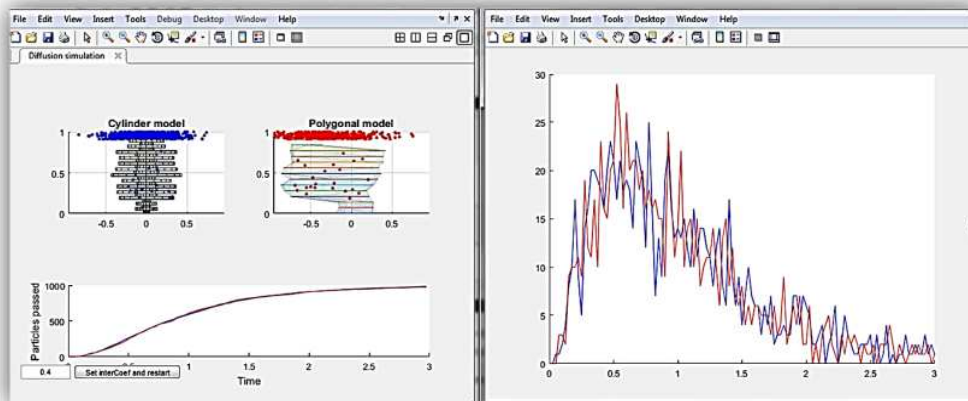 File Edit View Insert Tools Debug Desktop Window Help
Diffusion simulation
Cylinder model
Polygonal model
1
0.5
0
-0.5 0 0.5
1
0.5
0
-0.5 0 0.5
Particles passed
1000
500
0
0.5 1 1.5 2 2.5 3
0.4 Set interCoef and restart
Time
File Edit View Insert Tools Debug Desktop Window Help
30
25
20
15
10
5
0
0 0.5 1 1.5 2 2.5 3